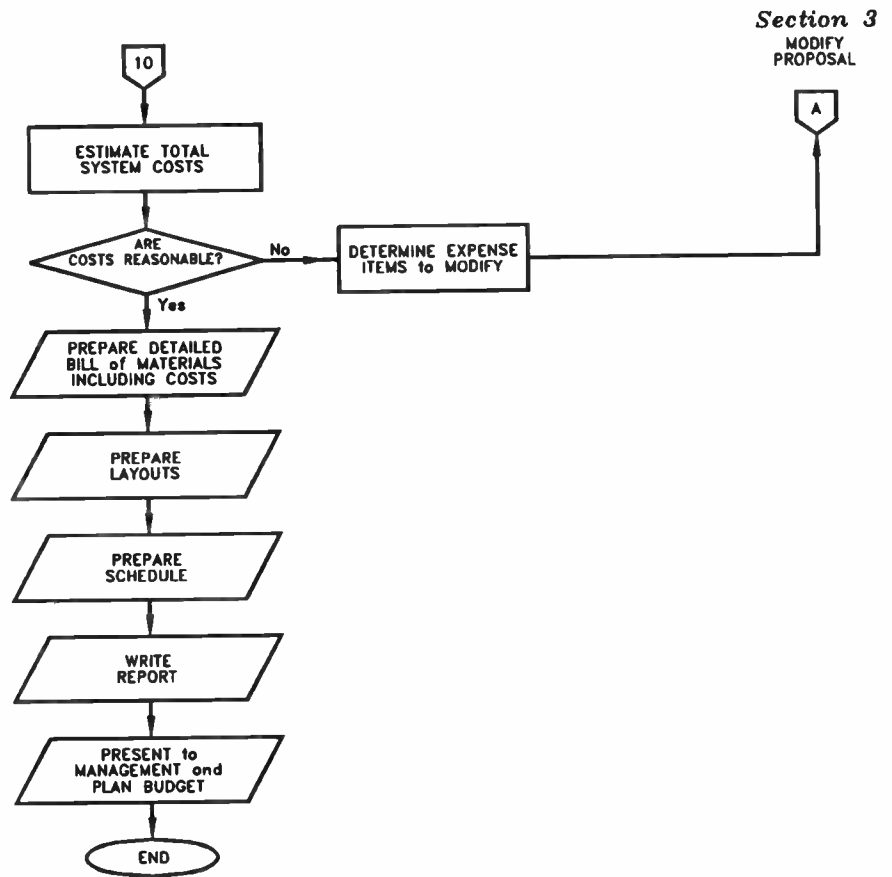 Section 3
MODIFY
PROPOSAL
10
A
ESTIMATE TOTAL
SYSTEM COSTS
ARE
COSTS REASONABLE?
No
DETERMINE EXPENSE
ITEMS to MODIFY
Yes
PREPARE DETAILED
BILL of MATERIALS
INCLUDING COSTS
PREPARE
LAYOUTS
PREPARE
SCHEDULE
WRITE
REPORT
PRESENT to
MANAGEMENT and
PLAN BUDGET
END